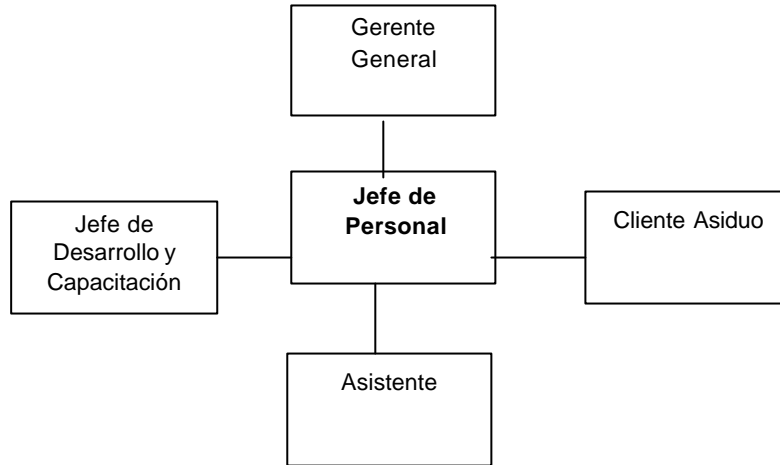 Gerente
General
Jefe de
Personal
Jefe de
Desarrollo y
Capacitación
Cliente Asiduo
Asistente